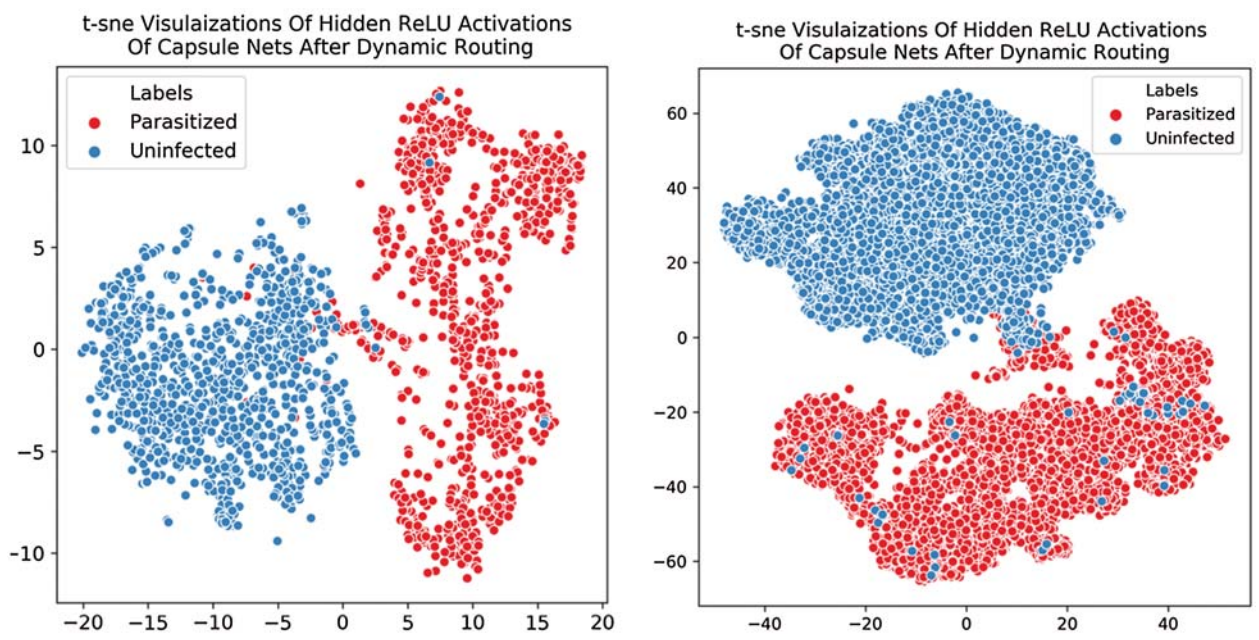 t-sne Visulaizations Of Hidden ReLU Activations
Of Capsule Nets After Dynamic Routing
Labels
Parasitized
Uninfected
10
5
0
−5
−10
−20
−15
−10
−5
0
5
10
15
20
t-sne Visulaizations Of Hidden ReLU Activations
Of Capsule Nets After Dynamic Routing
Labels
Parasitized
Uninfected
60
40
20
0
−20
−40
−60
−40
−20
0
20
40